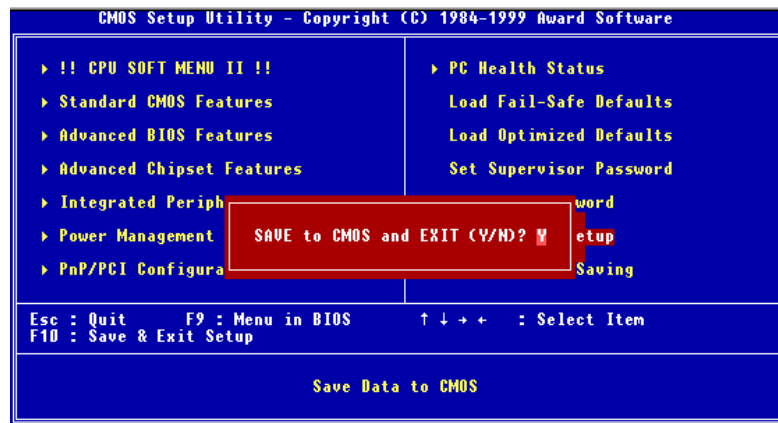 CMOS Setup Utility - Copyright (C) 1984-1999 Award Software
!! CPU SOFT MENU II !!
Standard CMOS Features
Advanced BIOS Features
Advanced Chipset Features
Integrated Periph
Power Management
PnP/PCI Configura
PC Health Status
Load Fail-Safe Defaults
Load Optimized Defaults
Set Supervisor Password
word
etup
Saving
SAVE to CMOS and EXIT (Y/N)? Y
Esc : Quit F9 : Menu in BIOS ↑ ↓ → ← : Select Item
F10 : Save & Exit Setup
Save Data to CMOS